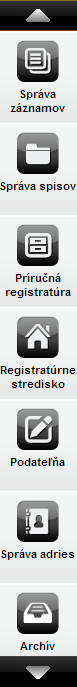 Správa
záznamov
Správa spisov
Príručná
registratúra
Registratúrne
stredisko
Podateľňa
Správa adries
Archív